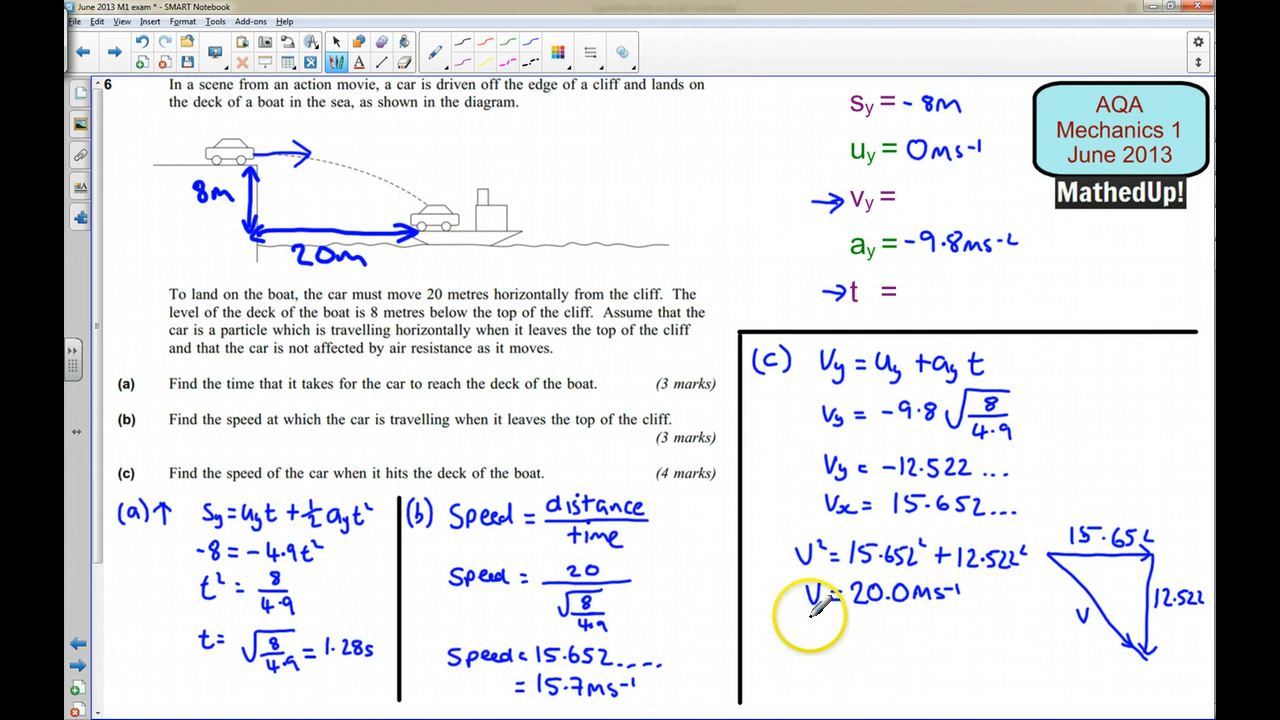 June 2013 M1 exam * - SMART Notebook
File Edit View Insert Format Tools Add-ons Help
6 In a scene from an action movie, a car is driven off the edge of a cliff and lands on
the deck of a boat in the sea, as shown in the diagram.
8m
20m
To land on the boat, the car must move 20 metres horizontally from the cliff. The
level of the deck of the boat is 8 metres below the top of the cliff. Assume that the
car is a particle which is travelling horizontally when it leaves the top of the cliff
and that the car is not affected by air resistance as it moves.
(a) Find the time that it takes for the car to reach the deck of the boat. (3 marks)
(b) Find the speed at which the car is travelling when it leaves the top of the cliff.
(3 marks)
(c) Find the speed of the car when it hits the deck of the boat. (4 marks)
(a)↑ Sy = uyt + ½ayt²
-8 = -4.9t²
t² = 8/4.9
t = √(8/4.9) = 1.28s
(b) Speed = distance/time
Speed = 20/√(8/4.9)
Speed = 15.652.....
= 15.7ms⁻¹
sy = -8m
uy = 0ms⁻¹
→ vy =
ay = -9.8ms⁻²
→ t =
AQA
Mechanics 1
June 2013
MathedUp!
(c) Vy = uy + ay t
Vy = -9.8 √(8/4.9)
Vy = -12.522 ...
Vx = 15.652...
V² = 15.652² + 12.522²
V = 20.0ms⁻¹
15.652
12.522
V